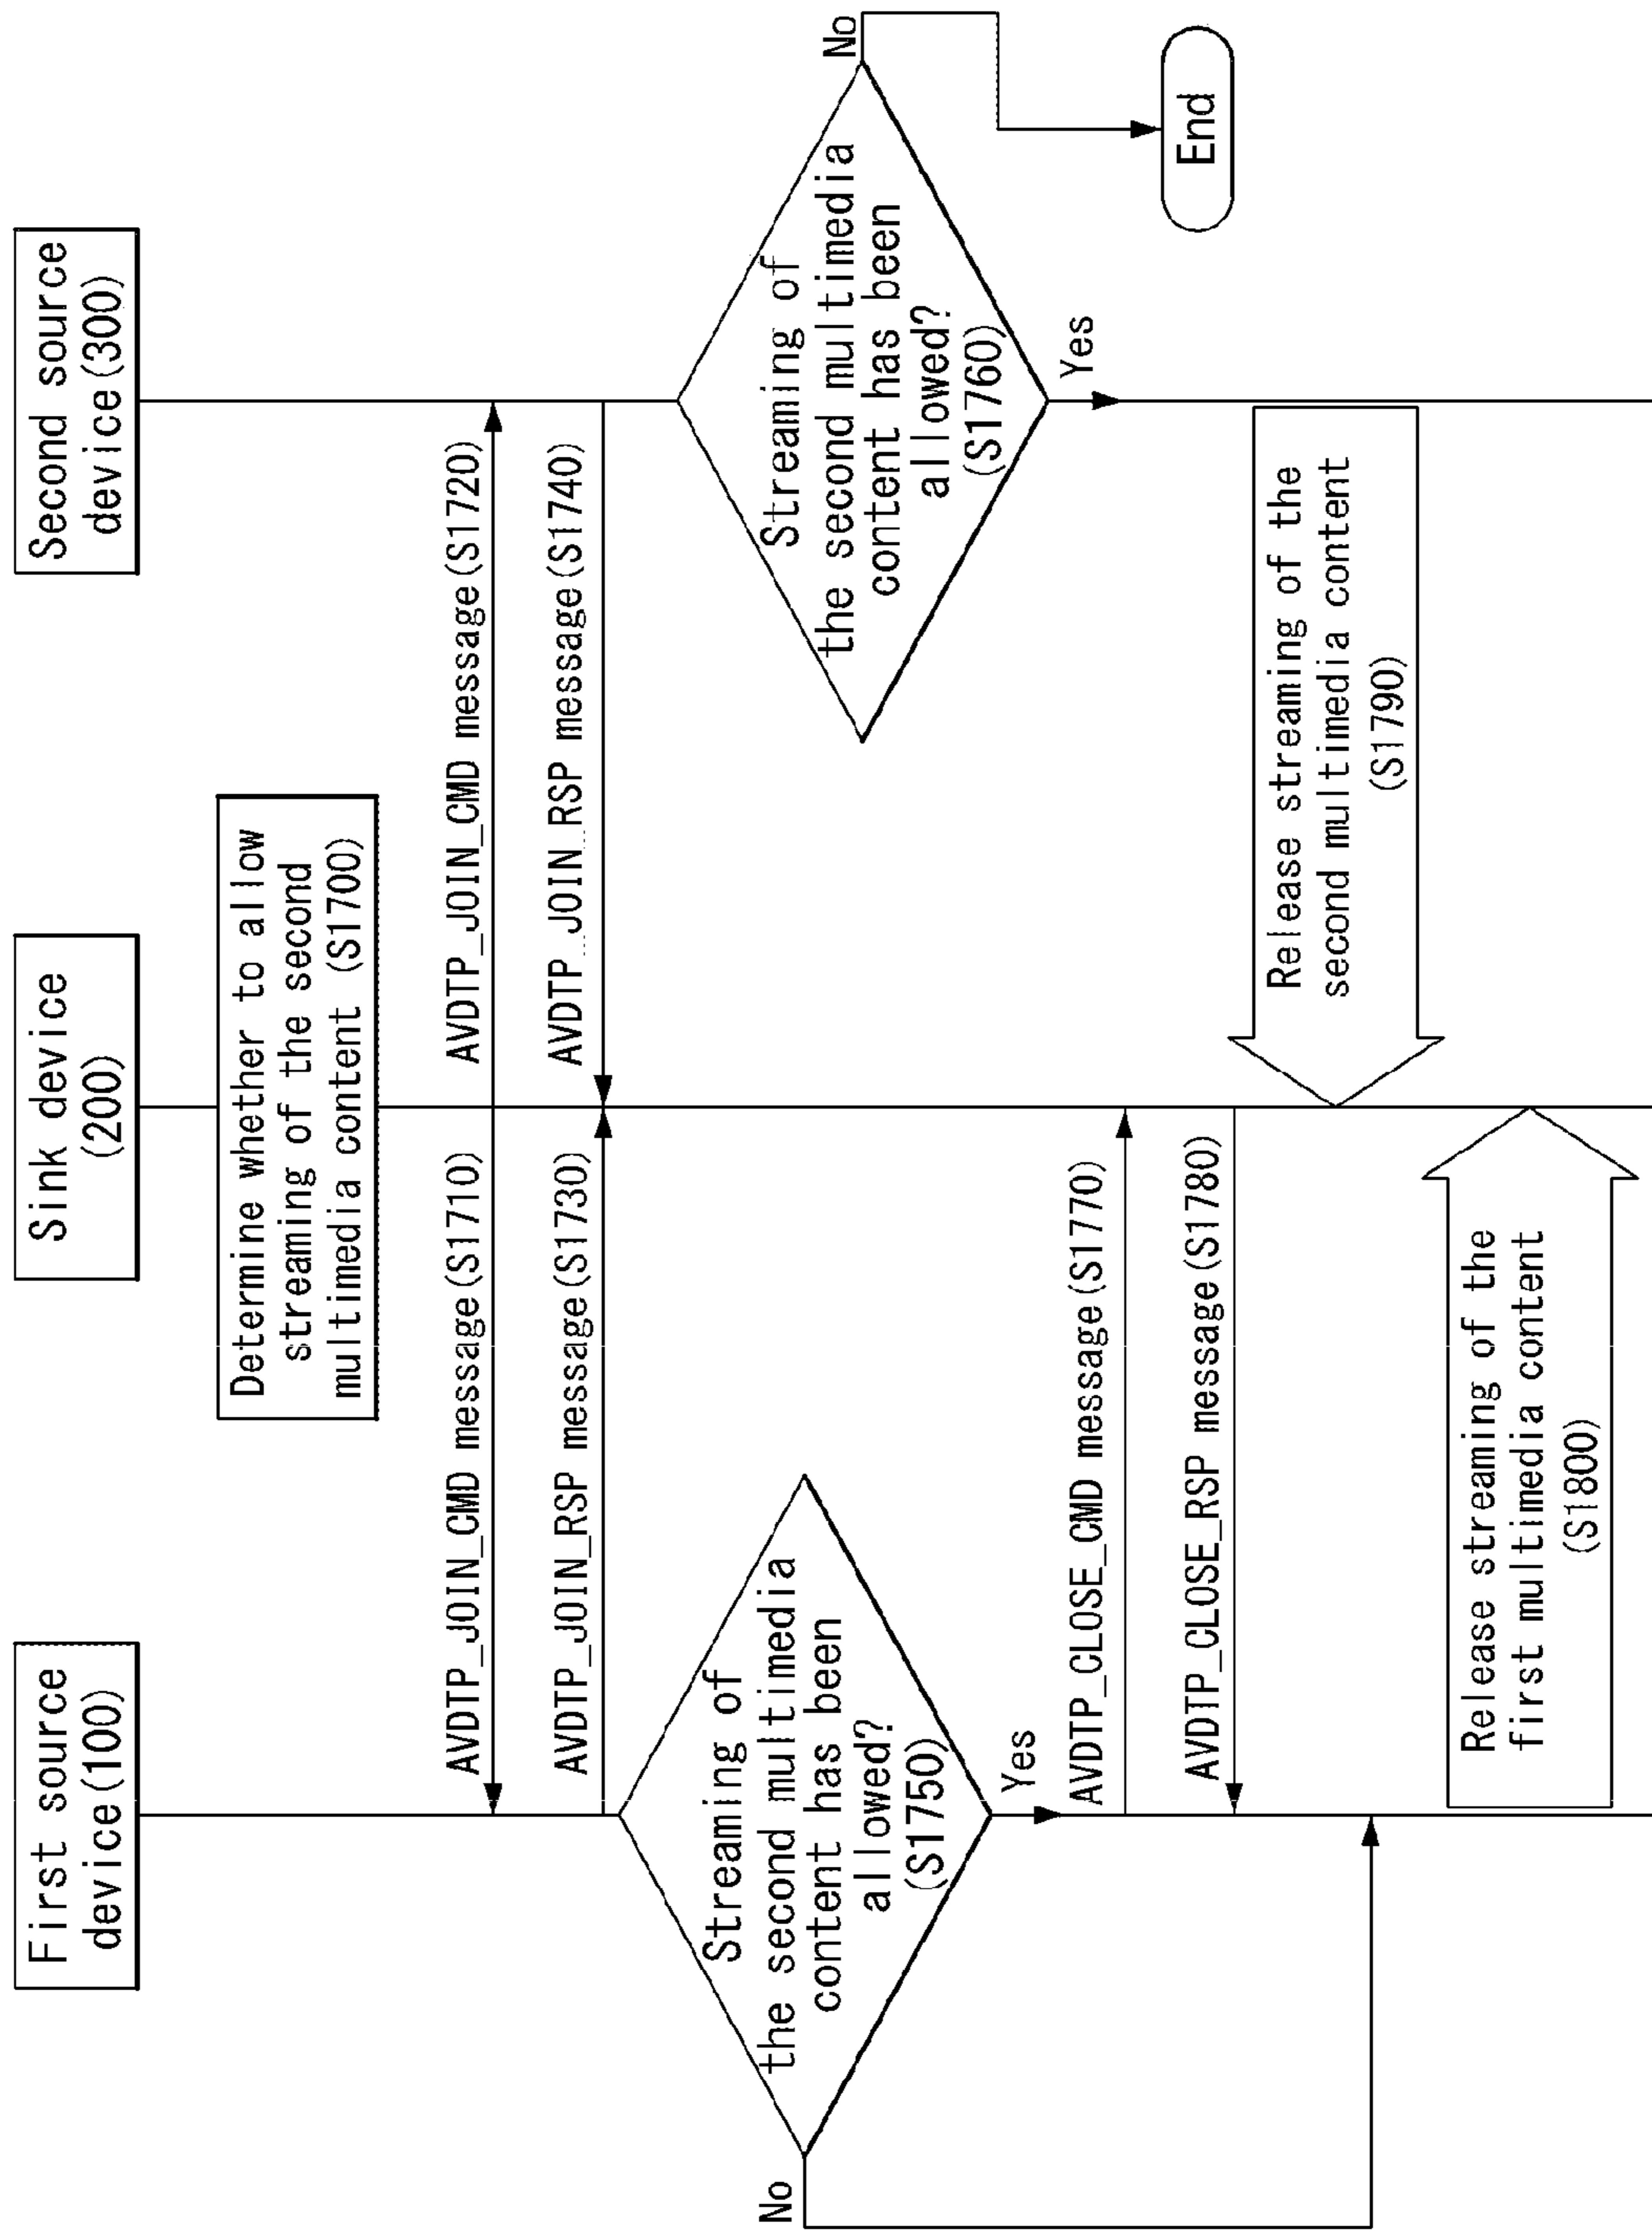 First source
device(100)
Sink device
(200)
Second source
device(300)
Determine whether to allow
streaming of the second
multimedia content (S1700)
AVDTP_JOIN_CMD message(S1710)
AVDTP_JOIN_CMD message(S1720)
AVDTP_JOIN_RSP message(S1730)
AVDTP_JOIN_RSP message(S1740)
No
Streaming of
the second multimedia
content has been
allowed?
(S1750)
Yes
Streaming of
the second multimedia
content has been
allowed?
(S1760)
No
Yes
End
AVDTP_CLOSE_CMD message(S1770)
AVDTP_CLOSE_RSP message(S1780)
Release streaming of the
second multimedia content
(S1790)
Release streaming of the
first multimedia content
(S1800)